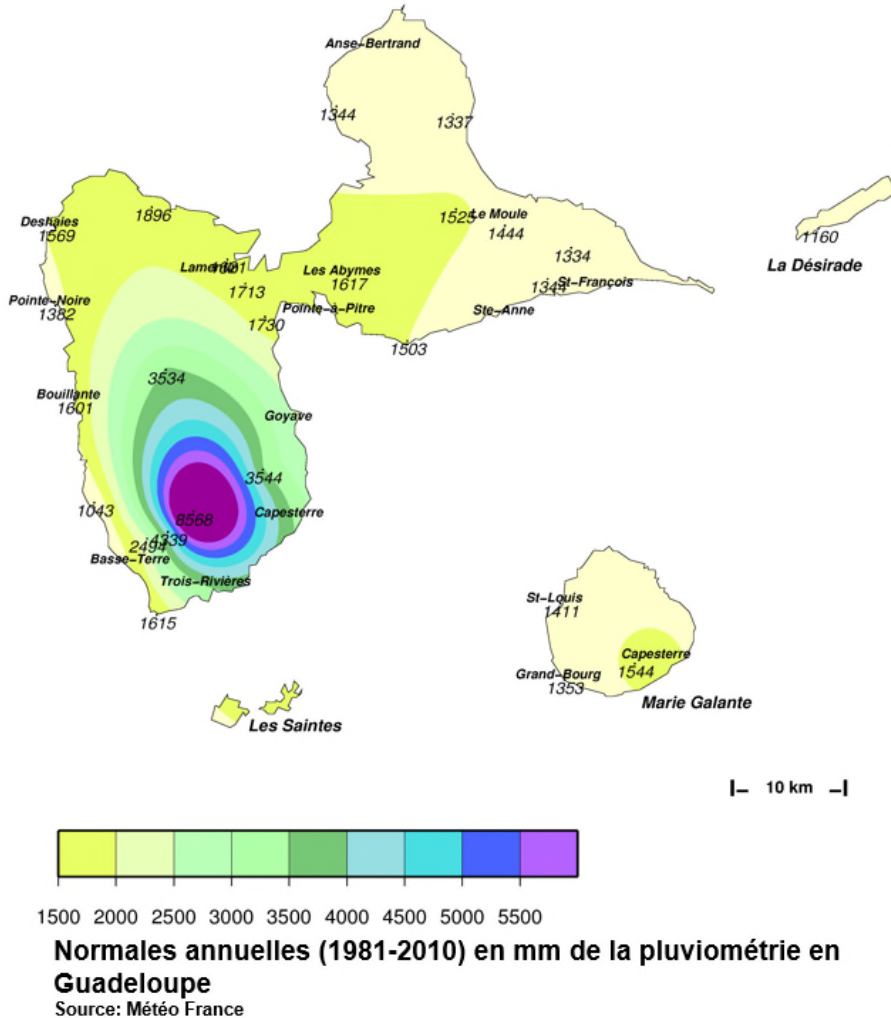 Anse-Bertrand
1344
1337
1896
1525
Le Moule
Deshaies
1569
1444
1160
1334
La Désirade
Les Abymes
1713
1617
1344
St-François
Pointe-Noire
1382
Pointe-à-Pitre
Ste-Anne
1730
1503
3534
Bouillante
1601
Goyave
3544
1043
8568
Capesterre
4339
2494
Basse-Terre
Trois-Rivières
1615
St-Louis
1411
Capesterre
1544
Grand-Bourg
1353
Marie Galante
Les Saintes
10 km
1500 2000 2500 3000 3500 4000 4500 5000 5500
Normales annuelles (1981-2010) en mm de la pluviométrie en
Guadeloupe
Source: Météo France